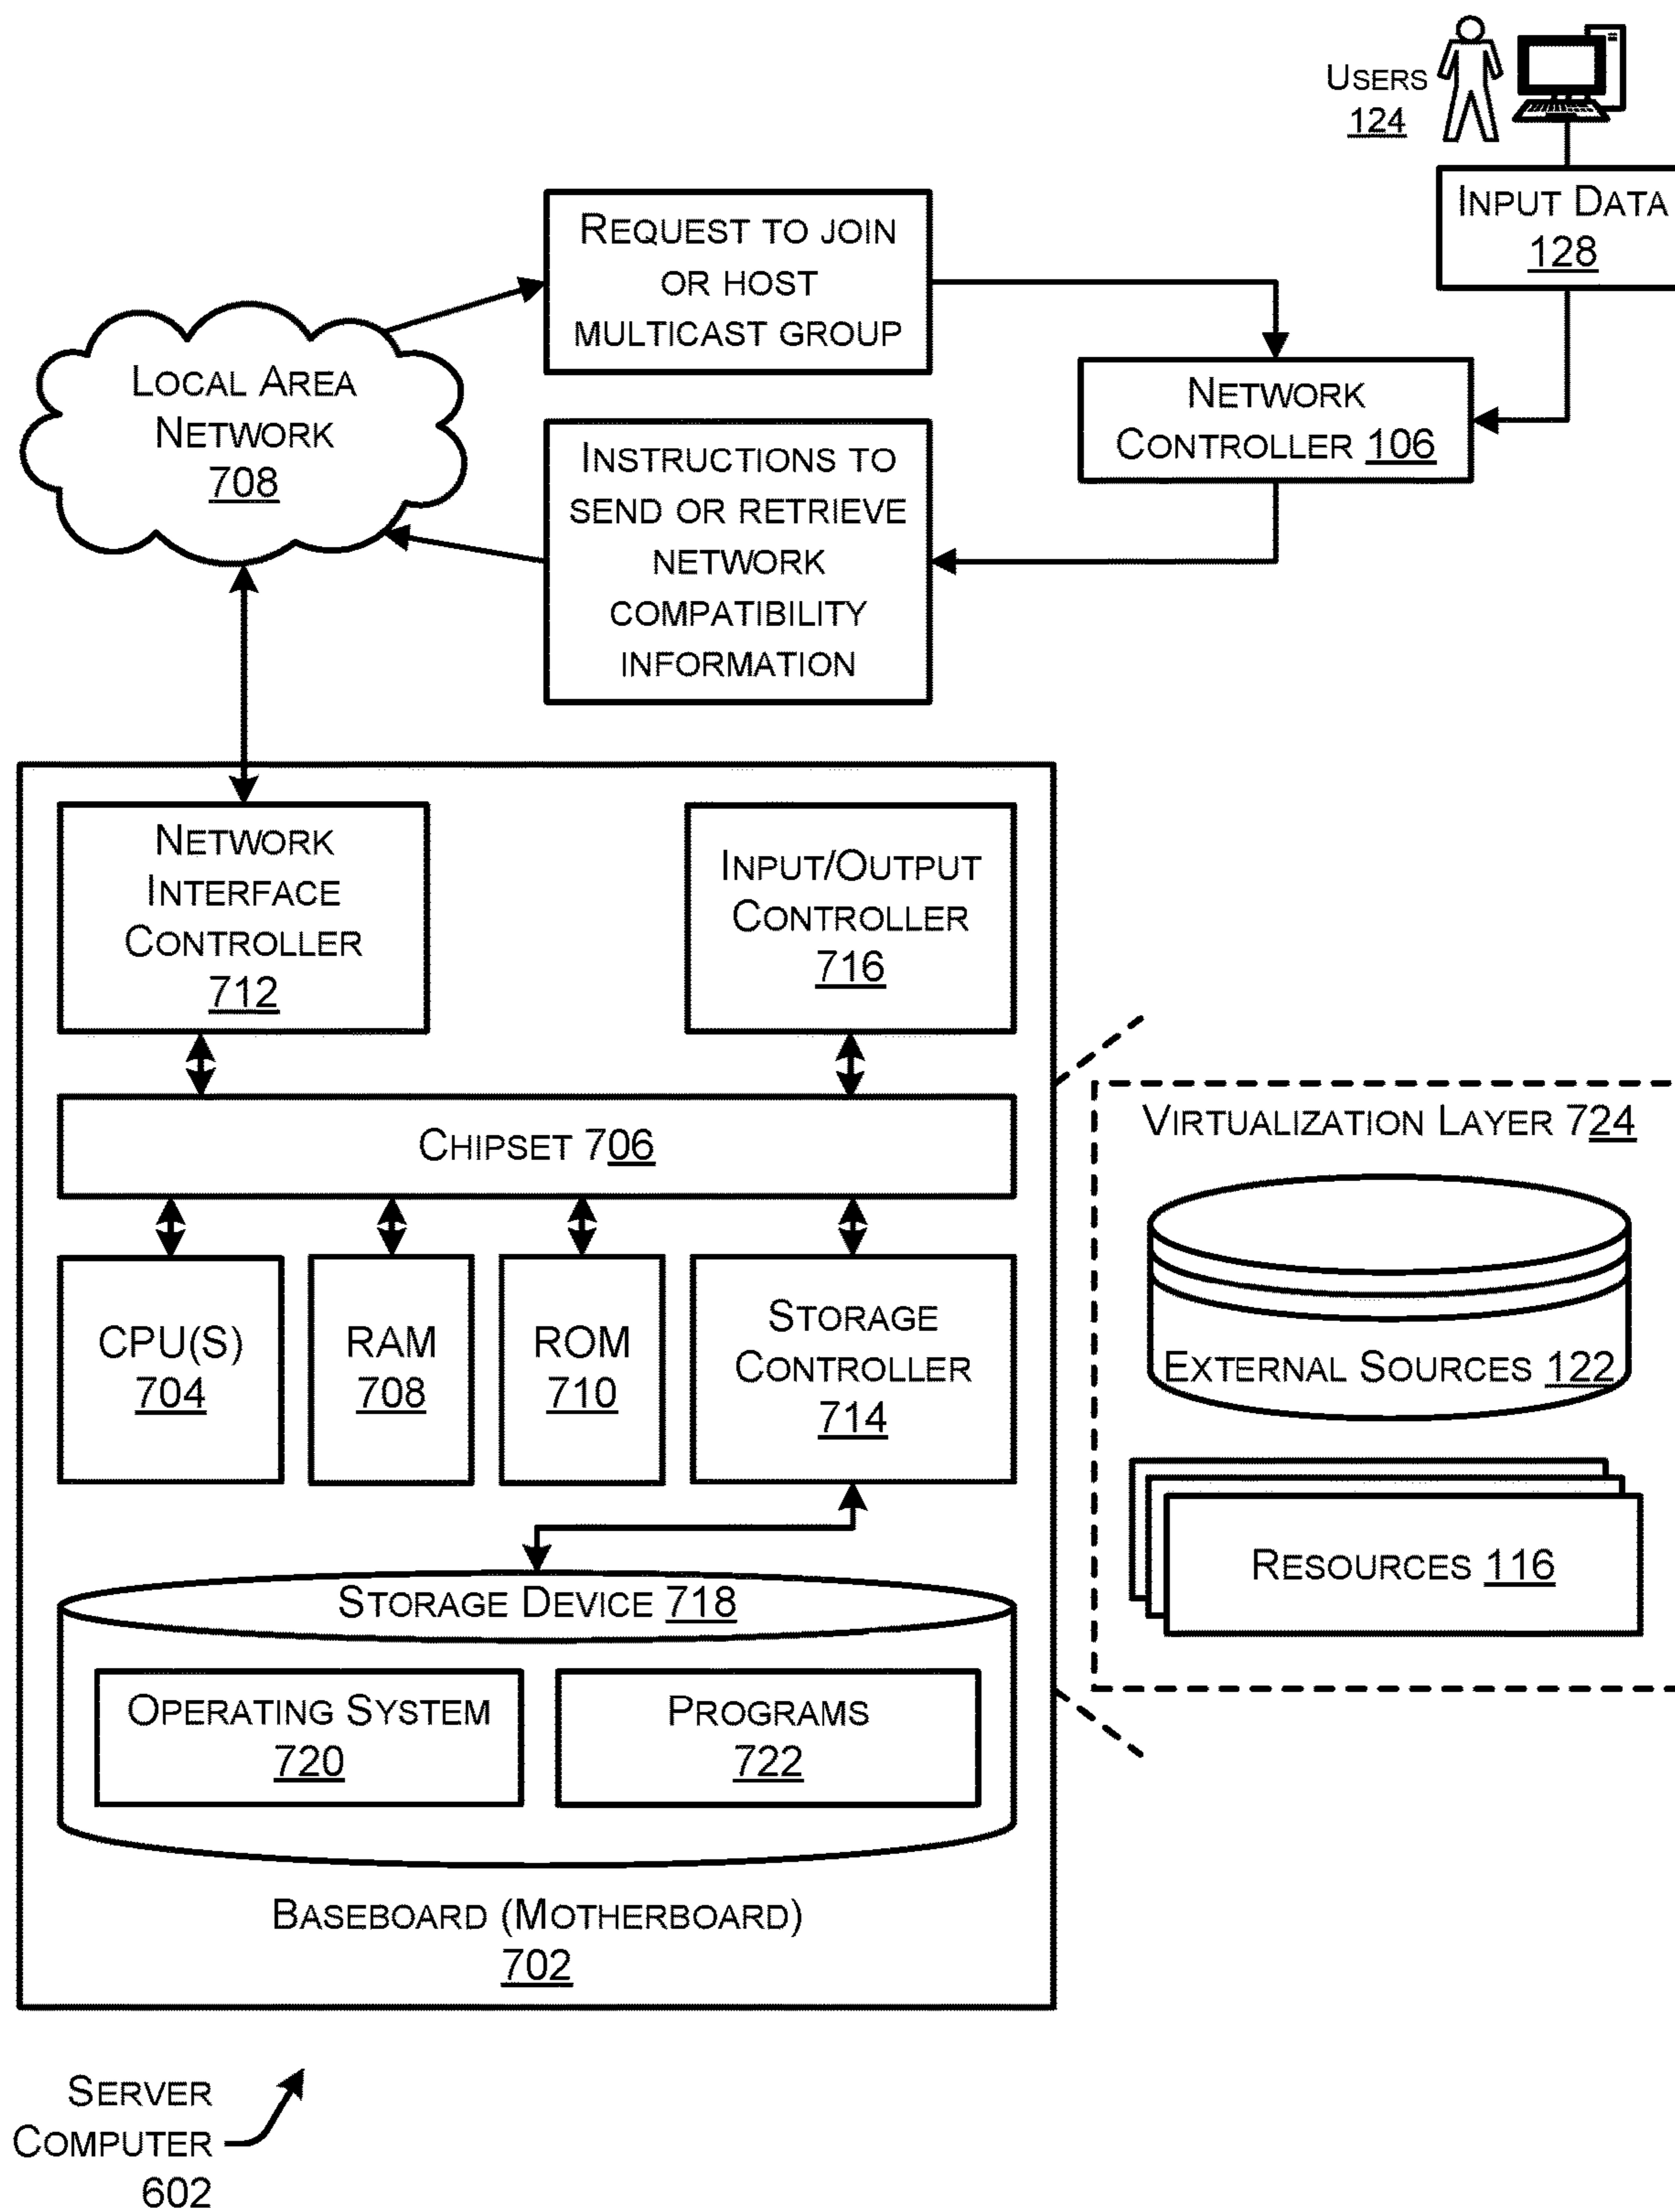 USERS
124
INPUT DATA
128
REQUEST TO JOIN
OR HOST
MULTICAST GROUP
LOCAL AREA
NETWORK
708
NETWORK
CONTROLLER 106
INSTRUCTIONS TO
SEND OR RETRIEVE
NETWORK
COMPATIBILITY
INFORMATION
NETWORK
INTERFACE
CONTROLLER
712
INPUT/OUTPUT
CONTROLLER
716
CHIPSET 706
VIRTUALIZATION LAYER 724
CPU(S)
704
RAM
708
ROM
710
STORAGE
CONTROLLER
714
EXTERNAL SOURCES 122
RESOURCES 116
STORAGE DEVICE 718
OPERATING SYSTEM
720
PROGRAMS
722
BASEBOARD (MOTHERBOARD)
702
SERVER
COMPUTER
602